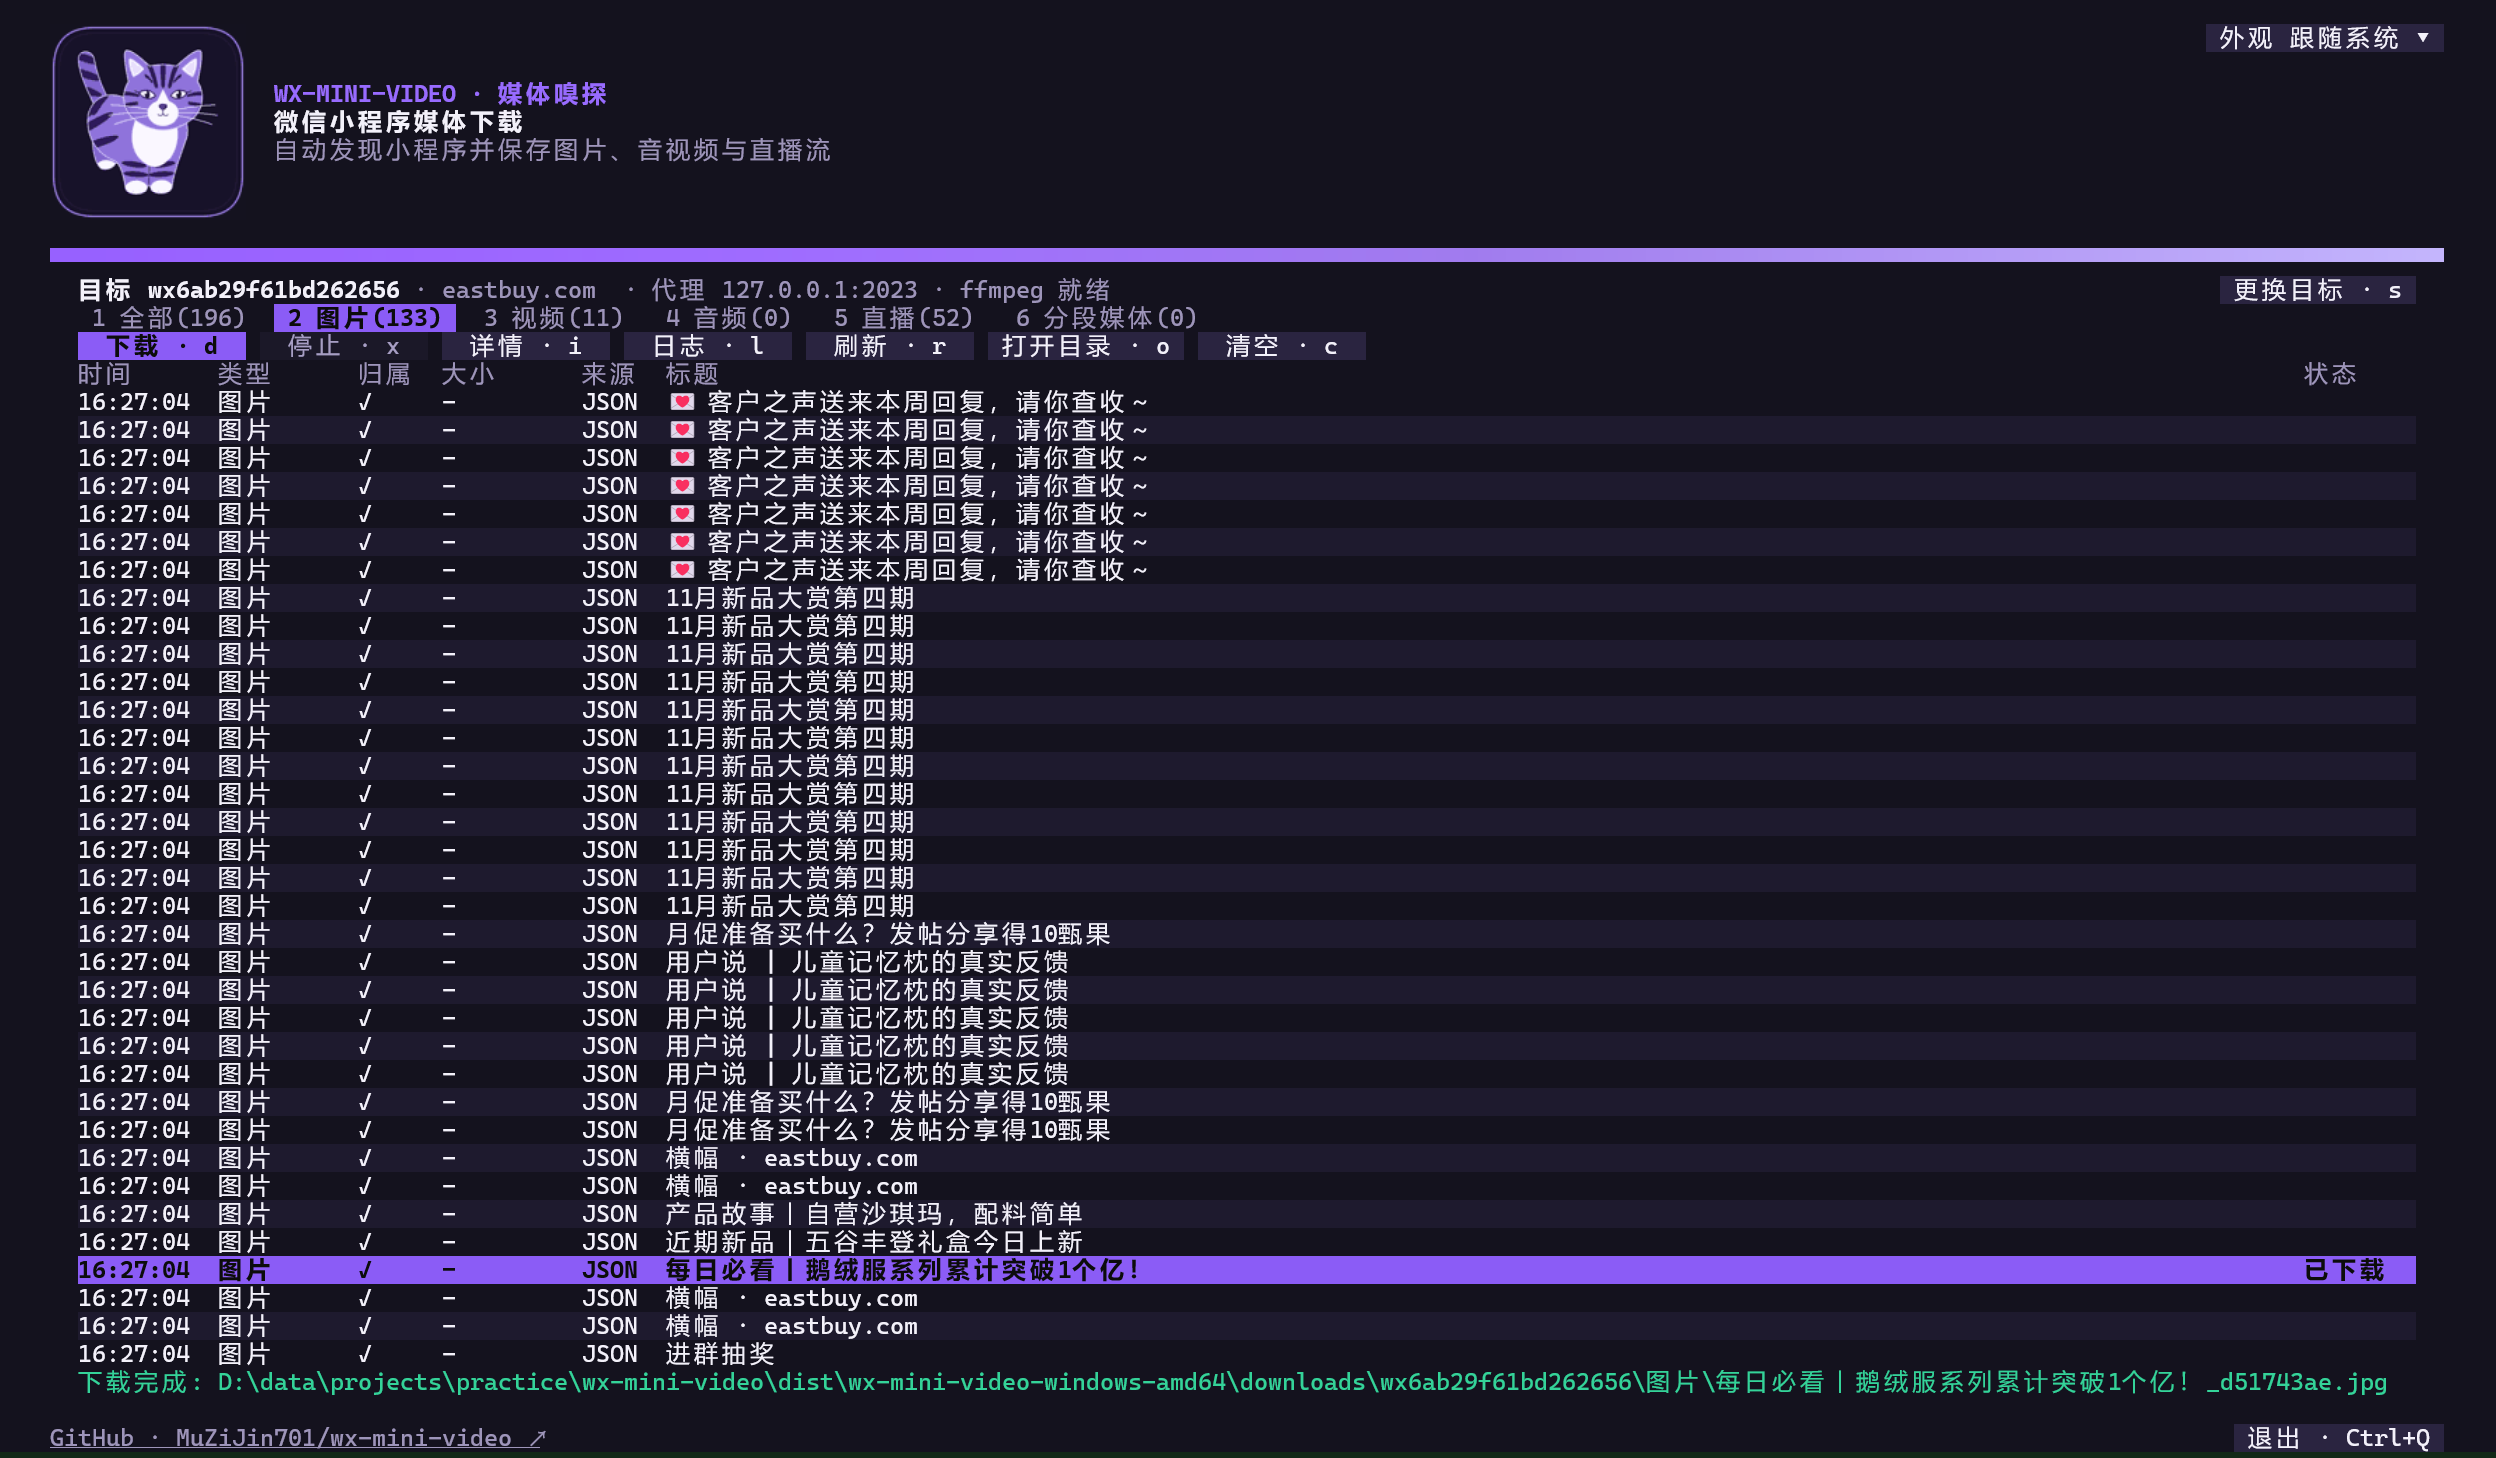 外观 跟随系统 ▼
WX-MINI-VIDEO · 媒体嗅探
微信小程序媒体下载
自动发现小程序并保存图片、音视频与直播流
目标 wx6ab29f61bd262656 · eastbuy.com · 代理 127.0.0.1:2023 · ffmpeg 就绪 更换目标 · s
1 全部(196) 2 图片(133) 3 视频(11) 4 音频(0) 5 直播(52) 6 分段媒体(0)
下载 · d 停止 · x 详情 · i 日志 · l 刷新 · r 打开目录 · o 清空 · c
时间 类型 归属 大小 来源 标题 状态
16:27:04 图片 √ - JSON 💌 客户之声送来本周回复，请你查收~
16:27:04 图片 √ - JSON 💌 客户之声送来本周回复，请你查收~
16:27:04 图片 √ - JSON 💌 客户之声送来本周回复，请你查收~
16:27:04 图片 √ - JSON 💌 客户之声送来本周回复，请你查收~
16:27:04 图片 √ - JSON 💌 客户之声送来本周回复，请你查收~
16:27:04 图片 √ - JSON 💌 客户之声送来本周回复，请你查收~
16:27:04 图片 √ - JSON 💌 客户之声送来本周回复，请你查收~
16:27:04 图片 √ - JSON 11月新品大赏第四期
16:27:04 图片 √ - JSON 11月新品大赏第四期
16:27:04 图片 √ - JSON 11月新品大赏第四期
16:27:04 图片 √ - JSON 11月新品大赏第四期
16:27:04 图片 √ - JSON 11月新品大赏第四期
16:27:04 图片 √ - JSON 11月新品大赏第四期
16:27:04 图片 √ - JSON 11月新品大赏第四期
16:27:04 图片 √ - JSON 11月新品大赏第四期
16:27:04 图片 √ - JSON 11月新品大赏第四期
16:27:04 图片 √ - JSON 11月新品大赏第四期
16:27:04 图片 √ - JSON 11月新品大赏第四期
16:27:04 图片 √ - JSON 11月新品大赏第四期
16:27:04 图片 √ - JSON 月促准备买什么？发帖分享得10甄果
16:27:04 图片 √ - JSON 用户说 | 儿童记忆枕的真实反馈
16:27:04 图片 √ - JSON 用户说 | 儿童记忆枕的真实反馈
16:27:04 图片 √ - JSON 用户说 | 儿童记忆枕的真实反馈
16:27:04 图片 √ - JSON 用户说 | 儿童记忆枕的真实反馈
16:27:04 图片 √ - JSON 用户说 | 儿童记忆枕的真实反馈
16:27:04 图片 √ - JSON 月促准备买什么？发帖分享得10甄果
16:27:04 图片 √ - JSON 月促准备买什么？发帖分享得10甄果
16:27:04 图片 √ - JSON 横幅 · eastbuy.com
16:27:04 图片 √ - JSON 横幅 · eastbuy.com
16:27:04 图片 √ - JSON 产品故事｜自营沙琪玛，配料简单
16:27:04 图片 √ - JSON 近期新品｜五谷丰登礼盒今日上新
16:27:04 图片 √ - JSON 每日必看｜鹅绒服系列累计突破1个亿！ 已下载
16:27:04 图片 √ - JSON 横幅 · eastbuy.com
16:27:04 图片 √ - JSON 横幅 · eastbuy.com
16:27:04 图片 √ - JSON 进群抽奖
下载完成: D:\data\projects\practice\wx-mini-video\dist\wx-mini-video-windows-amd64\downloads\wx6ab29f61bd262656\图片\每日必看｜鹅绒服系列累计突破1个亿！_d51743ae.jpg
GitHub · MuZiJin701/wx-mini-video ↗ 退出 · Ctrl+Q